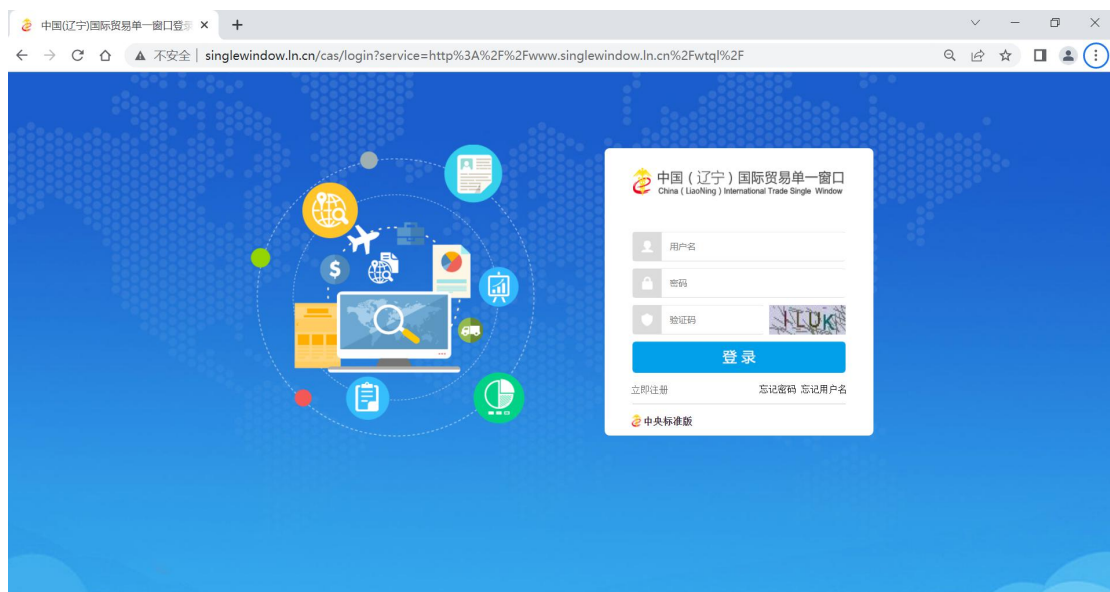 中国(辽宁)国际贸易单一窗口登录
不安全 | singlewindow.ln.cn/cas/login?service=http%3A%2F%2Fwww.singlewindow.ln.cn%2Fwtql%2F
中国（辽宁）国际贸易单一窗口
China ( LiaoNing ) International Trade Single Window
用户名
密码
验证码
登 录
立即注册 忘记密码 忘记用户名
中央标准版